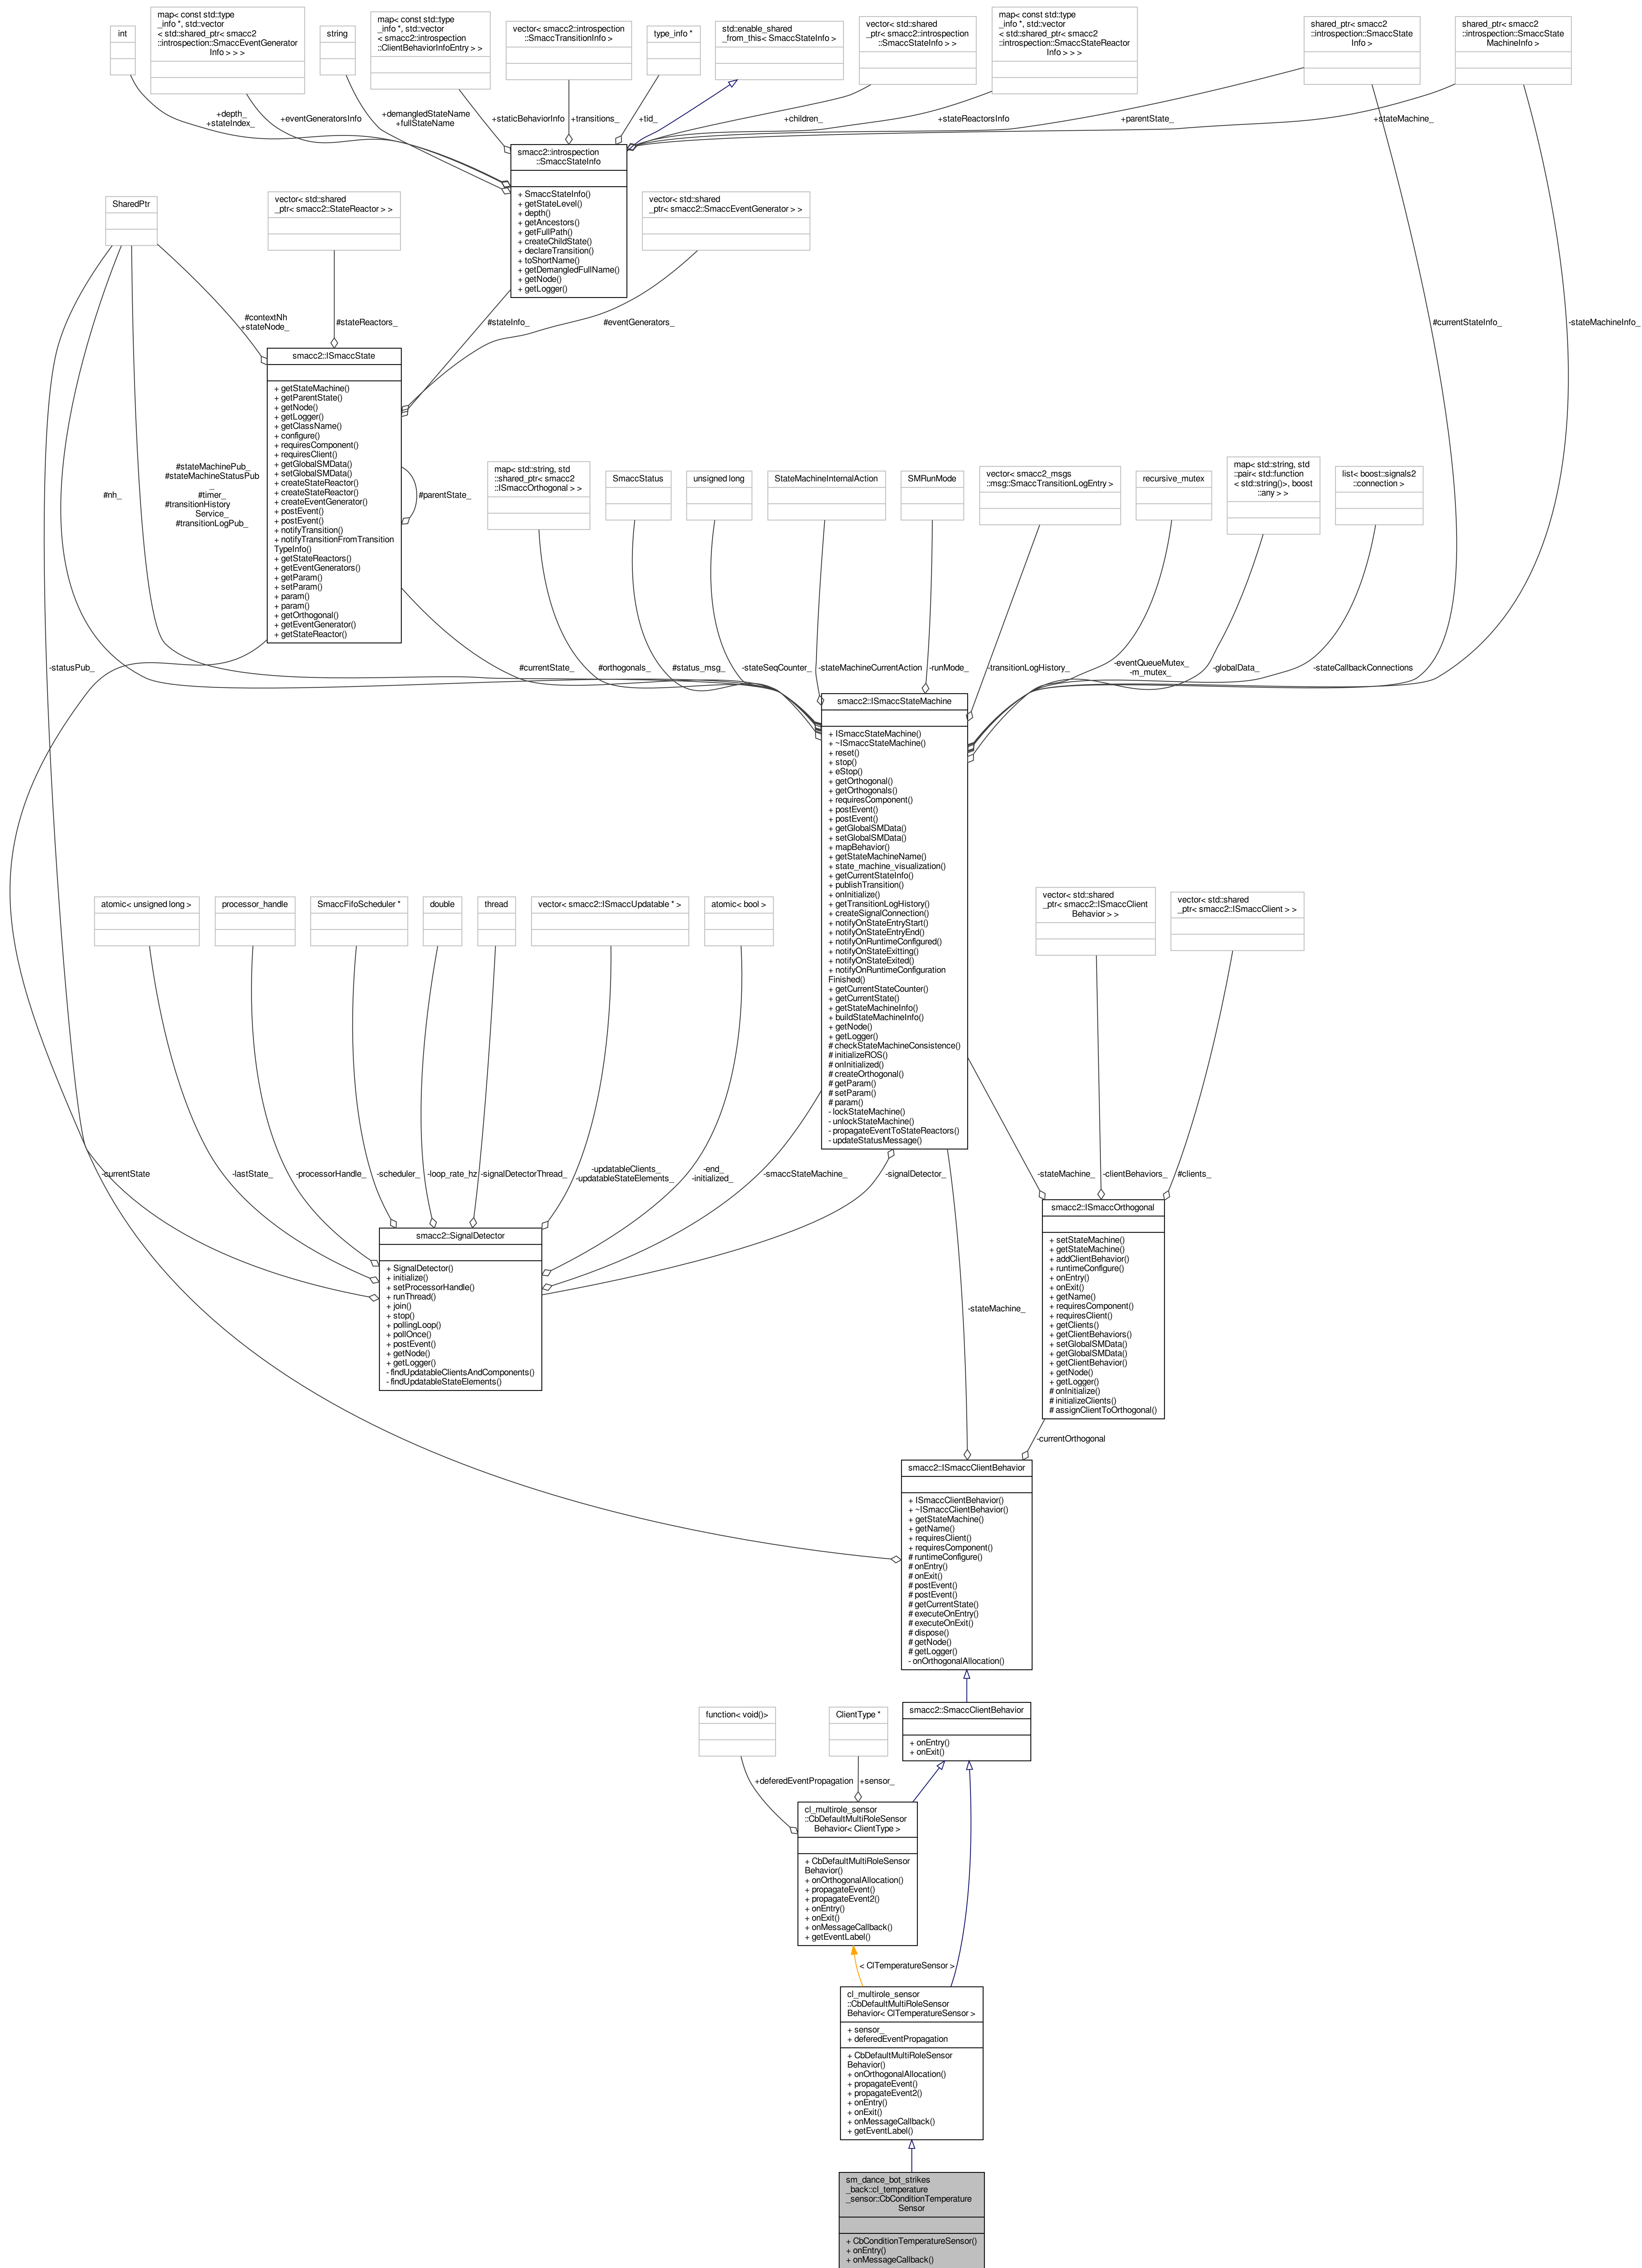 int
map< const std::type
_info *, std::vector
< std::shared_ptr< smacc2
::introspection::SmaccEventGenerator
Info > > >
string
map< const std::type
_info *, std::vector
< smacc2::introspection
::ClientBehaviorInfoEntry > >
vector< smacc2::introspection
::SmaccTransitionInfo >
type_info *
std::enable_shared
_from_this< SmaccStateInfo >
vector< std::shared
_ptr< smacc2::introspection
::SmaccStateInfo > >
map< const std::type
_info *, std::vector
< std::shared_ptr< smacc2
::introspection::SmaccStateReactor
Info > > >
shared_ptr< smacc2
::introspection::SmaccState
Info >
shared_ptr< smacc2
::introspection::SmaccState
MachineInfo >
+depth_
+stateIndex_
+eventGeneratorsInfo
+demangledStateName
+fullStateName
+staticBehaviorInfo
+transitions_
+tid_
+children_
+stateReactorsInfo
+parentState_
+stateMachine_
smacc2::introspection
::SmaccStateInfo
+ SmaccStateInfo()
+ getStateLevel()
+ depth()
+ getAncestors()
+ getFullPath()
+ createChildState()
+ declareTransition()
+ toShortName()
+ getDemangledFullName()
+ getNode()
+ getLogger()
SharedPtr
vector< std::shared
_ptr< smacc2::StateReactor > >
vector< std::shared
_ptr< smacc2::SmaccEventGenerator > >
#contextNh
+stateNode_
#stateReactors_
#stateInfo_
#eventGenerators_
#currentStateInfo_
-stateMachineInfo_
smacc2::ISmaccState
+ getStateMachine()
+ getParentState()
+ getNode()
+ getLogger()
+ getClassName()
+ configure()
+ requiresComponent()
+ requiresClient()
+ getGlobalSMData()
+ setGlobalSMData()
+ createStateReactor()
+ createStateReactor()
+ createEventGenerator()
+ postEvent()
+ postEvent()
+ notifyTransition()
+ notifyTransitionFromTransition
TypeInfo()
+ getStateReactors()
+ getEventGenerators()
+ getParam()
+ setParam()
+ param()
+ param()
+ getOrthogonal()
+ getEventGenerator()
+ getStateReactor()
#parentState_
#nh_
#stateMachinePub_
#stateMachineStatusPub
_
#timer_
#transitionHistory
Service_
#transitionLogPub_
map< std::string, std
::shared_ptr< smacc2
::ISmaccOrthogonal > >
SmaccStatus
unsigned long
StateMachineInternalAction
SMRunMode
vector< smacc2_msgs
::msg::SmaccTransitionLogEntry >
recursive_mutex
map< std::string, std
::pair< std::function
< std::string()>, boost
::any > >
list< boost::signals2
::connection >
-statusPub_
#currentState_
#orthogonals_
#status_msg_
-stateSeqCounter_
-stateMachineCurrentAction
-runMode_
-transitionLogHistory_
-eventQueueMutex_
-m_mutex_
-globalData_
-stateCallbackConnections
smacc2::ISmaccStateMachine
+ ISmaccStateMachine()
+ ~ISmaccStateMachine()
+ reset()
+ stop()
+ eStop()
+ getOrthogonal()
+ getOrthogonals()
+ requiresComponent()
+ postEvent()
+ postEvent()
+ getGlobalSMData()
+ setGlobalSMData()
+ mapBehavior()
+ getStateMachineName()
+ state_machine_visualization()
+ getCurrentStateInfo()
+ publishTransition()
+ onInitialize()
+ getTransitionLogHistory()
+ createSignalConnection()
+ notifyOnStateEntryStart()
+ notifyOnStateEntryEnd()
+ notifyOnRuntimeConfigured()
+ notifyOnStateExitting()
+ notifyOnStateExited()
+ notifyOnRuntimeConfiguration
Finished()
+ getCurrentStateCounter()
+ getCurrentState()
+ getStateMachineInfo()
+ buildStateMachineInfo()
+ getNode()
+ getLogger()
# checkStateMachineConsistence()
# initializeROS()
# onInitialized()
# createOrthogonal()
# getParam()
# setParam()
# param()
- lockStateMachine()
- unlockStateMachine()
- propagateEventToStateReactors()
- updateStatusMessage()
atomic< unsigned long >
processor_handle
SmaccFifoScheduler *
double
thread
vector< smacc2::ISmaccUpdatable * >
atomic< bool >
vector< std::shared
_ptr< smacc2::ISmaccClient
Behavior > >
vector< std::shared
_ptr< smacc2::ISmaccClient > >
-currentState
-lastState_
-processorHandle_
-scheduler_
-loop_rate_hz
-signalDetectorThread_
-updatableClients_
-updatableStateElements_
-end_
-initialized_
-smaccStateMachine_
-signalDetector_
-stateMachine_
-clientBehaviors_
#clients_
smacc2::SignalDetector
+ SignalDetector()
+ initialize()
+ setProcessorHandle()
+ runThread()
+ join()
+ stop()
+ pollingLoop()
+ pollOnce()
+ postEvent()
+ getNode()
+ getLogger()
- findUpdatableClientsAndComponents()
- findUpdatableStateElements()
smacc2::ISmaccOrthogonal
+ setStateMachine()
+ getStateMachine()
+ addClientBehavior()
+ runtimeConfigure()
+ onEntry()
+ onExit()
+ getName()
+ requiresComponent()
+ requiresClient()
+ getClients()
+ getClientBehaviors()
+ setGlobalSMData()
+ getGlobalSMData()
+ getClientBehavior()
+ getNode()
+ getLogger()
# onInitialize()
# initializeClients()
# assignClientToOrthogonal()
-stateMachine_
-currentOrthogonal
smacc2::ISmaccClientBehavior
+ ISmaccClientBehavior()
+ ~ISmaccClientBehavior()
+ getStateMachine()
+ getName()
+ requiresClient()
+ requiresComponent()
# runtimeConfigure()
# onEntry()
# onExit()
# postEvent()
# postEvent()
# getCurrentState()
# executeOnEntry()
# executeOnExit()
# dispose()
# getNode()
# getLogger()
- onOrthogonalAllocation()
function< void()>
ClientType *
smacc2::SmaccClientBehavior
+ onEntry()
+ onExit()
+deferedEventPropagation
+sensor_
cl_multirole_sensor
::CbDefaultMultiRoleSensor
Behavior< ClientType >
+ CbDefaultMultiRoleSensor
Behavior()
+ onOrthogonalAllocation()
+ propagateEvent()
+ propagateEvent2()
+ onEntry()
+ onExit()
+ onMessageCallback()
+ getEventLabel()
< ClTemperatureSensor >
cl_multirole_sensor
::CbDefaultMultiRoleSensor
Behavior< ClTemperatureSensor >
+ sensor_
+ deferedEventPropagation
+ CbDefaultMultiRoleSensor
Behavior()
+ onOrthogonalAllocation()
+ propagateEvent()
+ propagateEvent2()
+ onEntry()
+ onExit()
+ onMessageCallback()
+ getEventLabel()
sm_dance_bot_strikes
_back::cl_temperature
_sensor::CbConditionTemperature
Sensor
+ CbConditionTemperatureSensor()
+ onEntry()
+ onMessageCallback()